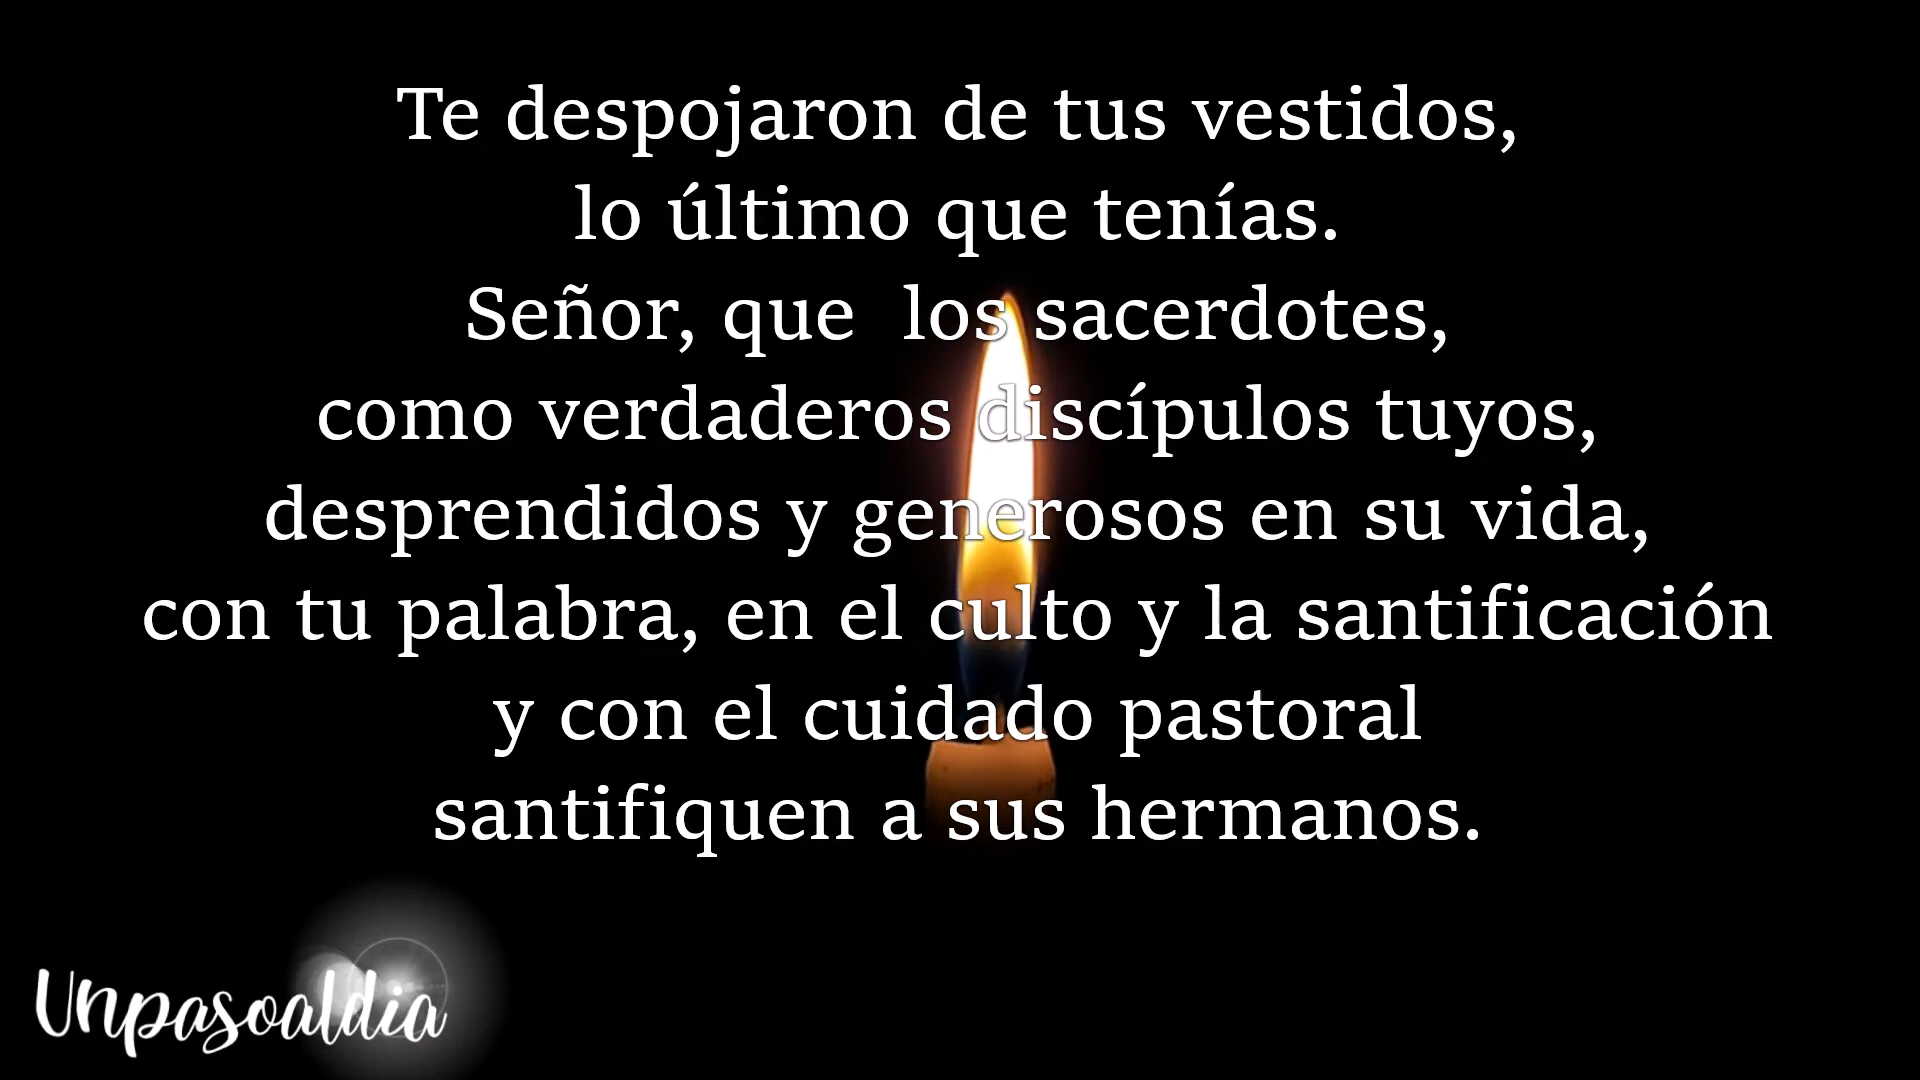 Te despojaron de tus vestidos,
lo último que tenías.
Señor, que  los sacerdotes,
como verdaderos discípulos tuyos,
desprendidos y generosos en su vida,
con tu palabra, en el culto y la santificación
y con el cuidado pastoral
santifiquen a sus hermanos.
Unpasoaldia